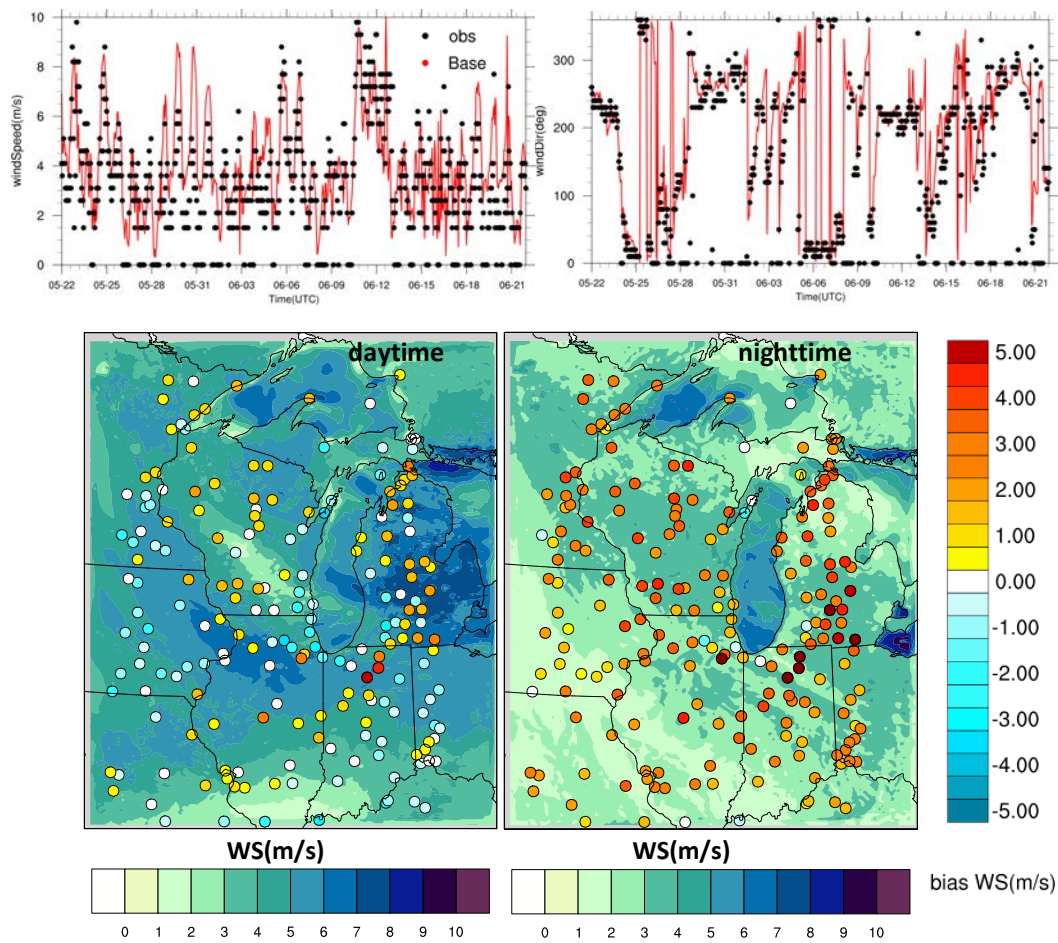 10
8
6
4
2
0
windSpeed(m/s)
obs
Base
05-22 05-25 05-28 05-31 06-03 06-06 06-09 06-12 06-15 06-18 06-21
Time(UTC)
300
200
100
0
windDir(deg)
05-22 05-25 05-28 05-31 06-03 06-06 06-09 06-12 06-15 06-18 06-21
Time(UTC)
daytime
nighttime
5.00
4.00
3.00
2.00
1.00
0.00
-1.00
-2.00
-3.00
-4.00
-5.00
WS(m/s)
WS(m/s)
0 1 2 3 4 5 6 7 8 9 10
0 1 2 3 4 5 6 7 8 9 10
bias WS(m/s)